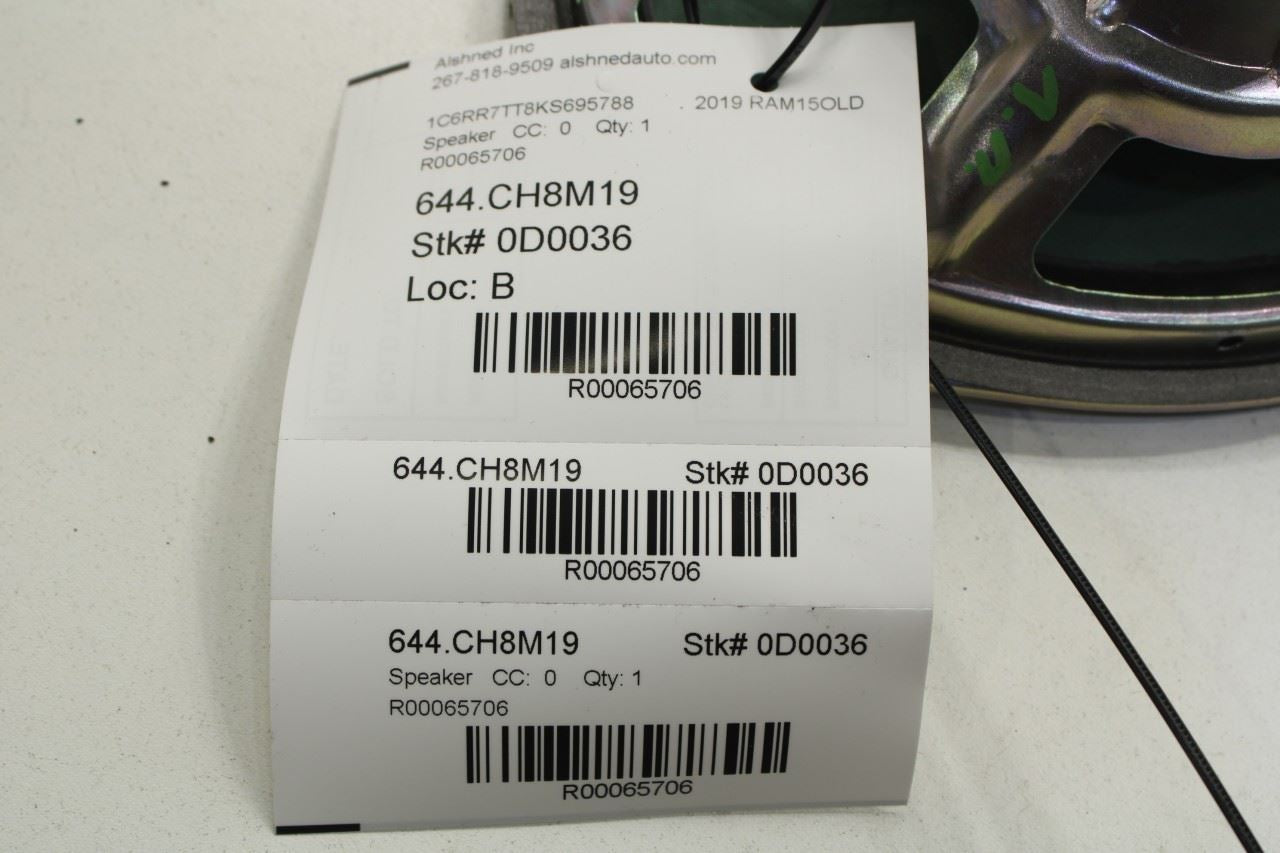 Alshned Inc
267-818-9509 alshnedauto.com
1C6RR7TT8KS695788 . 2019 RAM15OLD
Speaker CC: 0 Qty: 1
R00065706
644.CH8M19
Stk# 0D0036
Loc: B
R00065706
644.CH8M19 Stk# 0D0036
R00065706
644.CH8M19 Stk# 0D0036
Speaker CC: 0 Qty: 1
R00065706
R00065706